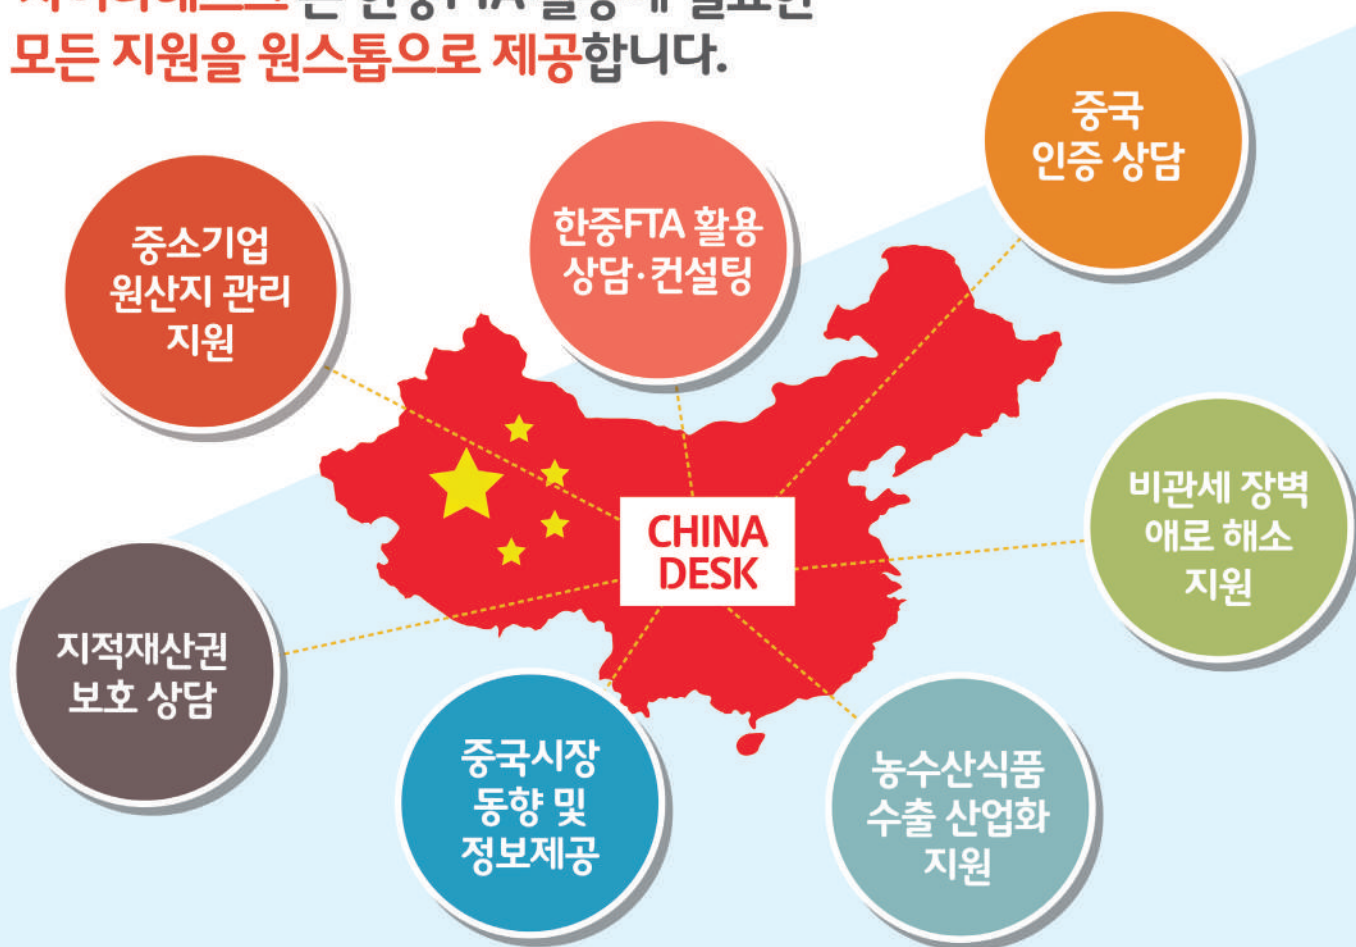 모든 지원을 원스톱으로 제공합니다.
중국
인증 상담
한중FTA 활용
상담·컨설팅
중소기업
원산지 관리
지원
비관세 장벽
애로 해소
지원
CHINA
DESK
지적재산권
보호 상담
중국시장
동향 및
정보제공
농수산식품
수출 산업화
지원